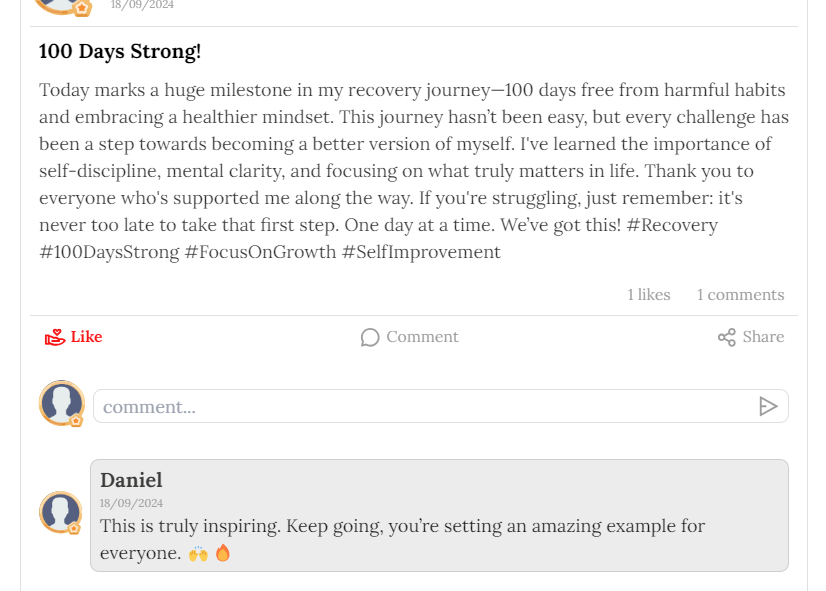 18/09/2024
100 Days Strong!
Today marks a huge milestone in my recovery journey—100 days free from harmful habits
and embracing a healthier mindset. This journey hasn’t been easy, but every challenge has
been a step towards becoming a better version of myself. I've learned the importance of
self-discipline, mental clarity, and focusing on what truly matters in life. Thank you to
everyone who's supported me along the way. If you're struggling, just remember: it's
never too late to take that first step. One day at a time. We’ve got this! #Recovery
#100DaysStrong #FocusOnGrowth #SelfImprovement
1 likes 1 comments
Like Comment Share
comment...
Daniel
18/09/2024
This is truly inspiring. Keep going, you’re setting an amazing example for
everyone. 🙌 🔥